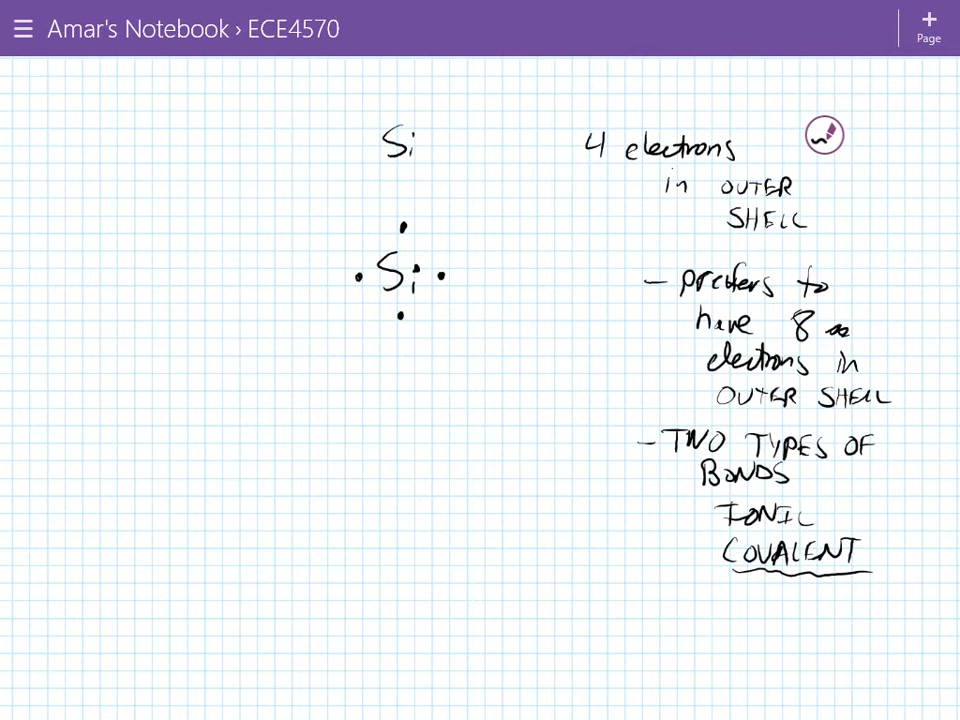 Amar's Notebook › ECE4570
Page
Si
4 electrons
in OUTER
SHELL
Si
- prefers to
have 8
electrons in
OUTER SHELL
- TWO TYPES OF
BONDS
IONIC
COVALENT